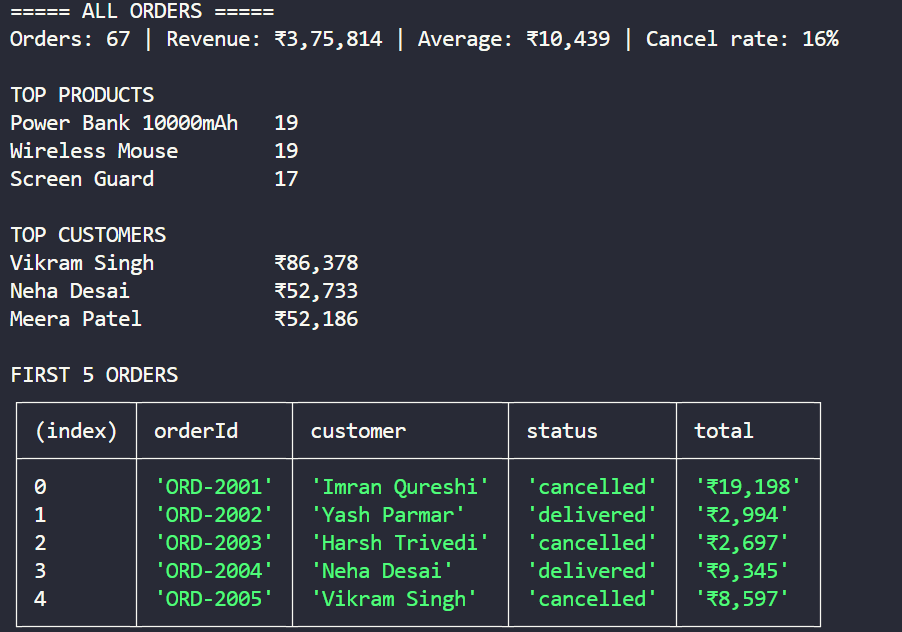 ===== ALL ORDERS =====
Orders: 67 | Revenue: ₹3,75,814 | Average: ₹10,439 | Cancel rate: 16%
TOP PRODUCTS
Power Bank 10000mAh 19
Wireless Mouse 19
Screen Guard 17
TOP CUSTOMERS
Vikram Singh ₹86,378
Neha Desai ₹52,733
Meera Patel ₹52,186
FIRST 5 ORDERS
(index) orderId customer status total
0 'ORD-2001' 'Imran Qureshi' 'cancelled' '₹19,198'
1 'ORD-2002' 'Yash Parmar' 'delivered' '₹2,994'
2 'ORD-2003' 'Harsh Trivedi' 'cancelled' '₹2,697'
3 'ORD-2004' 'Neha Desai' 'delivered' '₹9,345'
4 'ORD-2005' 'Vikram Singh' 'cancelled' '₹8,597'